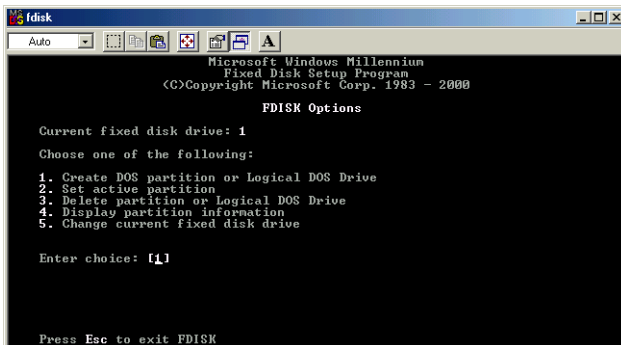 fdisk
Auto
A
Microsoft Windows Millennium
Fixed Disk Setup Program
(C)Copyright Microsoft Corp. 1983 - 2000
FDISK Options
Current fixed disk drive: 1
Choose one of the following:
1. Create DOS partition or Logical DOS Drive
2. Set active partition
3. Delete partition or Logical DOS Drive
4. Display partition information
5. Change current fixed disk drive
Enter choice: [1]
Press Esc to exit FDISK